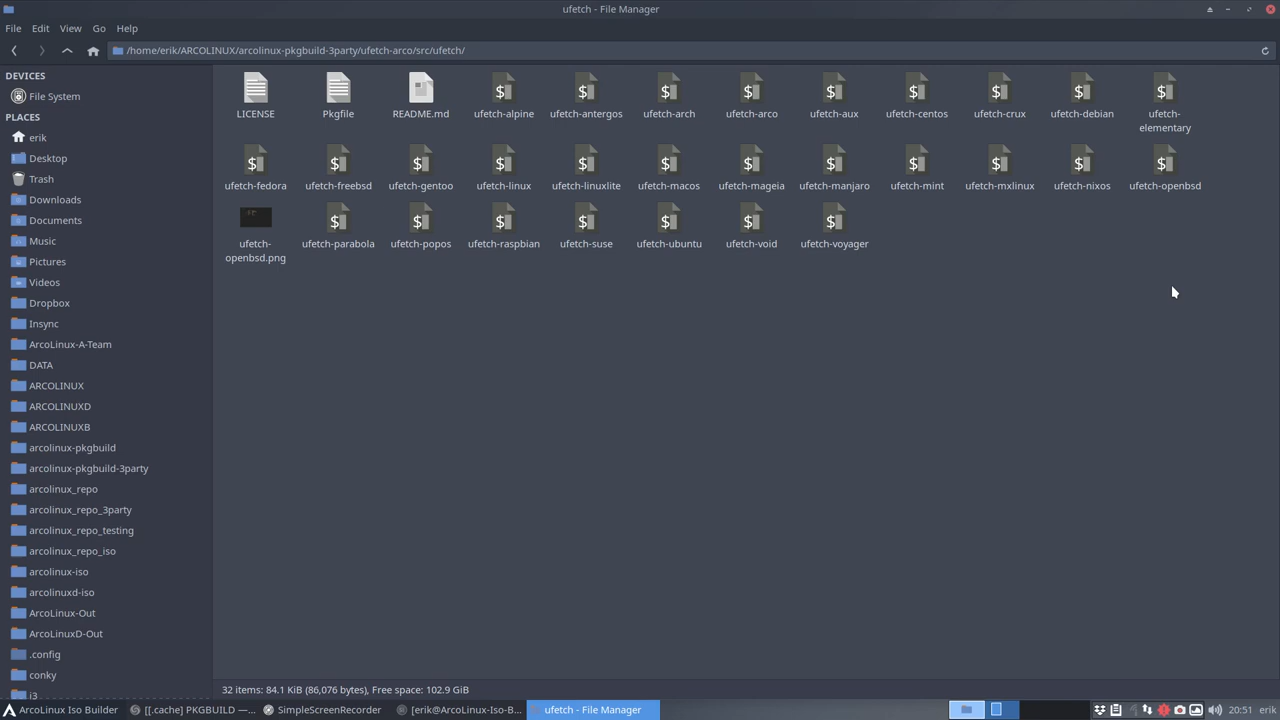 ufetch - File Manager
File Edit View Go Help
/home/erik/ARCOLINUX/arcolinux-pkgbuild-3party/ufetch-arco/src/ufetch/
DEVICES
File System
PLACES
erik
Desktop
Trash
Downloads
Documents
Music
Pictures
Videos
Dropbox
Insync
ArcoLinux-A-Team
DATA
ARCOLINUX
ARCOLINUXD
ARCOLINUXB
arcolinux-pkgbuild
arcolinux-pkgbuild-3party
arcolinux_repo
arcolinux_repo_3party
arcolinux_repo_testing
arcolinux_repo_iso
arcolinux-iso
arcolinuxd-iso
ArcoLinux-Out
ArcoLinuxD-Out
.config
conky
i3
LICENSE Pkgfile README.md ufetch-alpine ufetch-antergos ufetch-arch ufetch-arco ufetch-aux ufetch-centos ufetch-crux ufetch-debian ufetch-
elementary
ufetch-fedora ufetch-freebsd ufetch-gentoo ufetch-linux ufetch-linuxlite ufetch-macos ufetch-mageia ufetch-manjaro ufetch-mint ufetch-mxlinux ufetch-nixos ufetch-openbsd
ufetch- ufetch-parabola ufetch-popos ufetch-raspbian ufetch-suse ufetch-ubuntu ufetch-void ufetch-voyager
openbsd.png
32 items: 84.1 KiB (86,076 bytes), Free space: 102.9 GiB
ArcoLinux Iso Builder [[.cache] PKGBUILD —... SimpleScreenRecorder [erik@ArcoLinux-Iso-B... ufetch - File Manager 20:51 erik